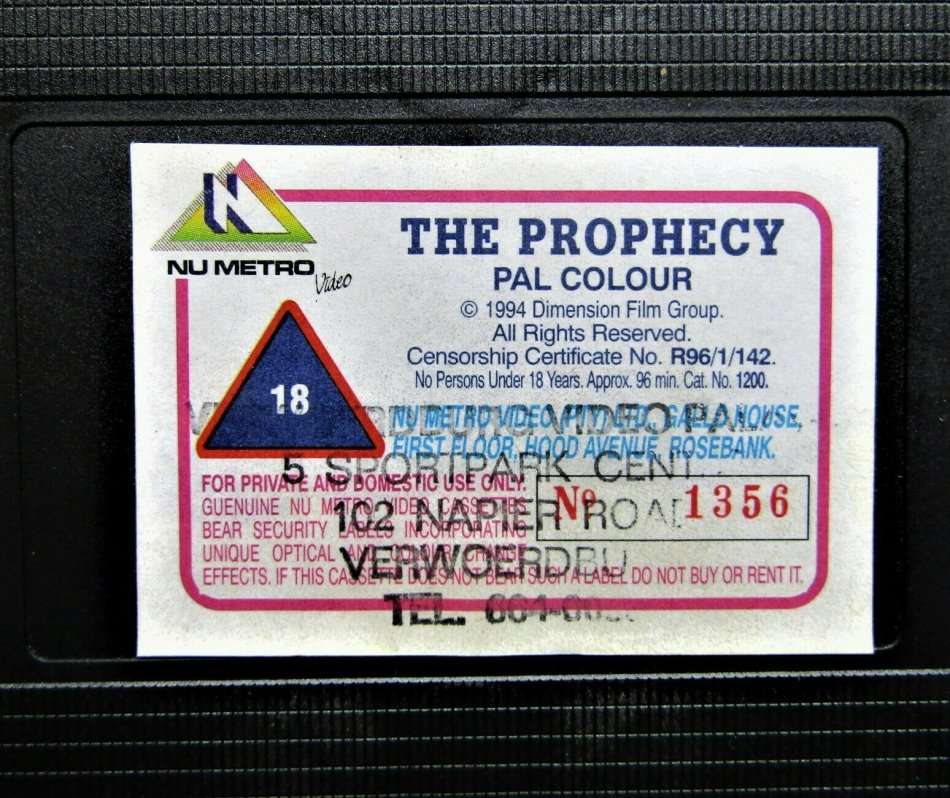 N
NU METRO
Video
THE PROPHECY
PAL COLOUR
© 1994 Dimension Film Group.
All Rights Reserved.
Censorship Certificate No. R96/1/142.
No Persons Under 18 Years. Approx. 96 min. Cat. No. 1200.
18
NU METRO VIDEO (PTY) LTD, GALLO HOUSE,
FIRST FLOOR, HOOD AVENUE, ROSEBANK.
VIDEO
5 SPORTPARK CENT
102 NAPIER ROAD
VERWOERDBU
TEL. 664-
FOR PRIVATE AND DOMESTIC USE ONLY.
GUENUINE NU METRO VIDEO CASSETTES
BEAR SECURITY LABELS INCORPORATING
UNIQUE OPTICAL AND COLOUR CHANGE
EFFECTS. IF THIS CASSETTE DOES NOT BEAR SUCH A LABEL DO NOT BUY OR RENT IT.
No 1356